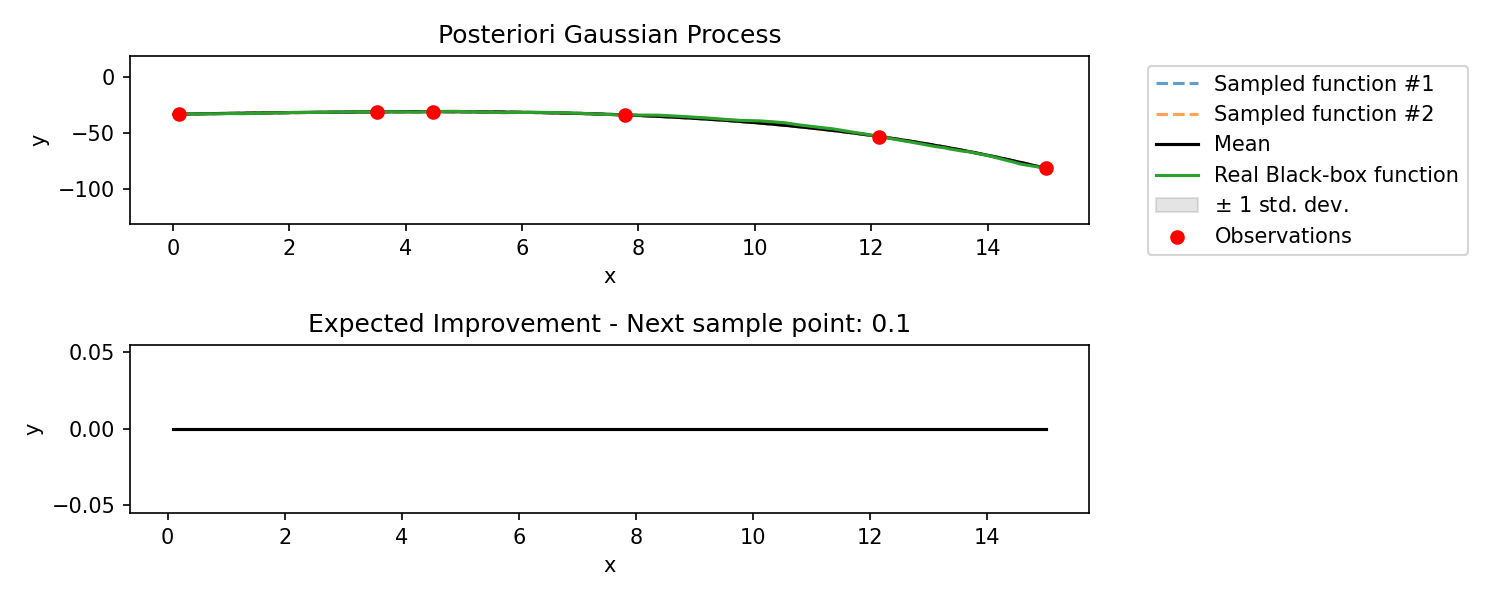 Posteriori Gaussian Process
0
−50
−100
y
0 2 4 6 8 10 12 14
x
Sampled function #1
Sampled function #2
Mean
Real Black-box function
± 1 std. dev.
Observations
Expected Improvement - Next sample point: 0.1
0.05
0.00
−0.05
y
0 2 4 6 8 10 12 14
x